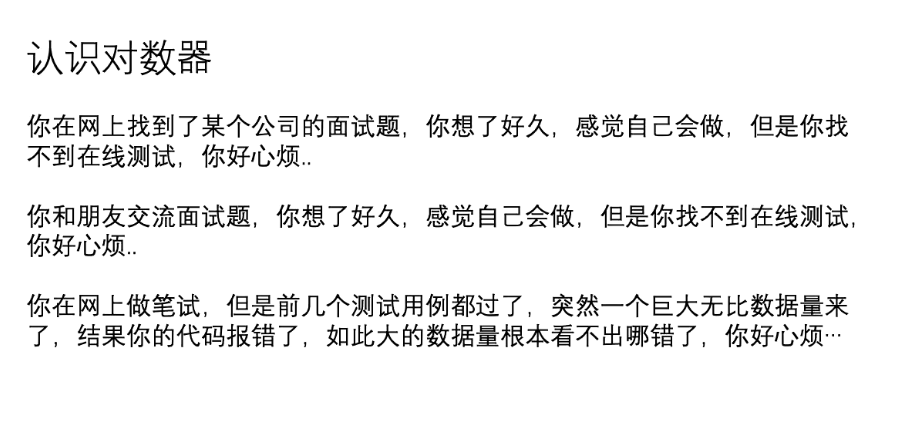 认识对数器
你在网上找到了某个公司的面试题，你想了好久，感觉自己会做，但是你找
不到在线测试，你好心烦..
你和朋友交流面试题，你想了好久，感觉自己会做，但是你找不到在线测试，
你好心烦..
你在网上做笔试，但是前几个测试用例都过了，突然一个巨大无比数据量来
了，结果你的代码报错了，如此大的数据量根本看不出哪错了，你好心烦…